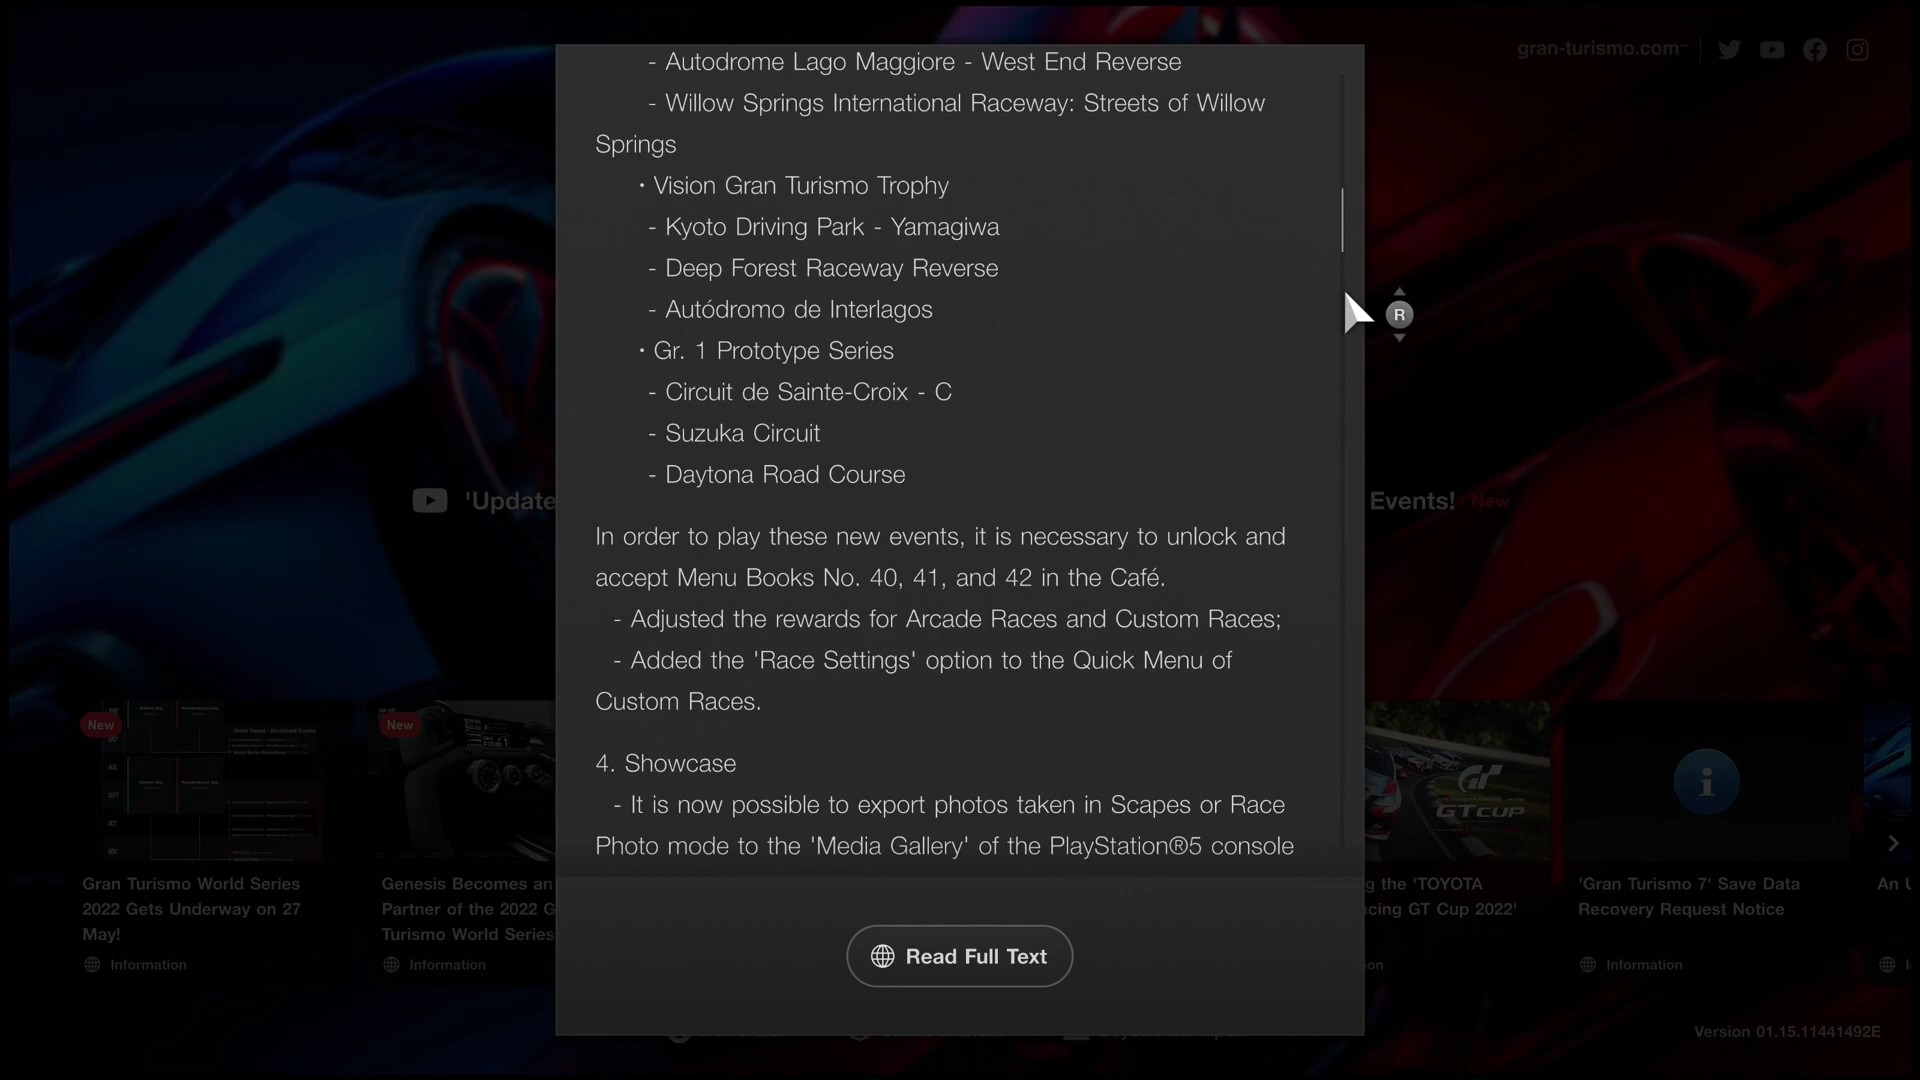 gran-turismo.com
- Autodrome Lago Maggiore - West End Reverse
- Willow Springs International Raceway: Streets of Willow
Springs
・Vision Gran Turismo Trophy
- Kyoto Driving Park - Yamagiwa
- Deep Forest Raceway Reverse
- Autódromo de Interlagos
・Gr. 1 Prototype Series
- Circuit de Sainte-Croix - C
- Suzuka Circuit
- Daytona Road Course
R
'Update
Events! New
In order to play these new events, it is necessary to unlock and
accept Menu Books No. 40, 41, and 42 in the Café.
- Adjusted the rewards for Arcade Races and Custom Races;
- Added the 'Race Settings' option to the Quick Menu of
Custom Races.
4. Showcase
- It is now possible to export photos taken in Scapes or Race
Photo mode to the 'Media Gallery' of the PlayStation®5 console
Read Full Text
New
Gran Turismo World Series
2022 Gets Underway on 27
May!
Information
New
Genesis Becomes an
Partner of the 2022 G
Turismo World Series
Information
GT CUP
g the 'TOYOTA
cing GT Cup 2022'
on
'Gran Turismo 7' Save Data
Recovery Request Notice
Information
An U
I
Version 01.15.11441492E